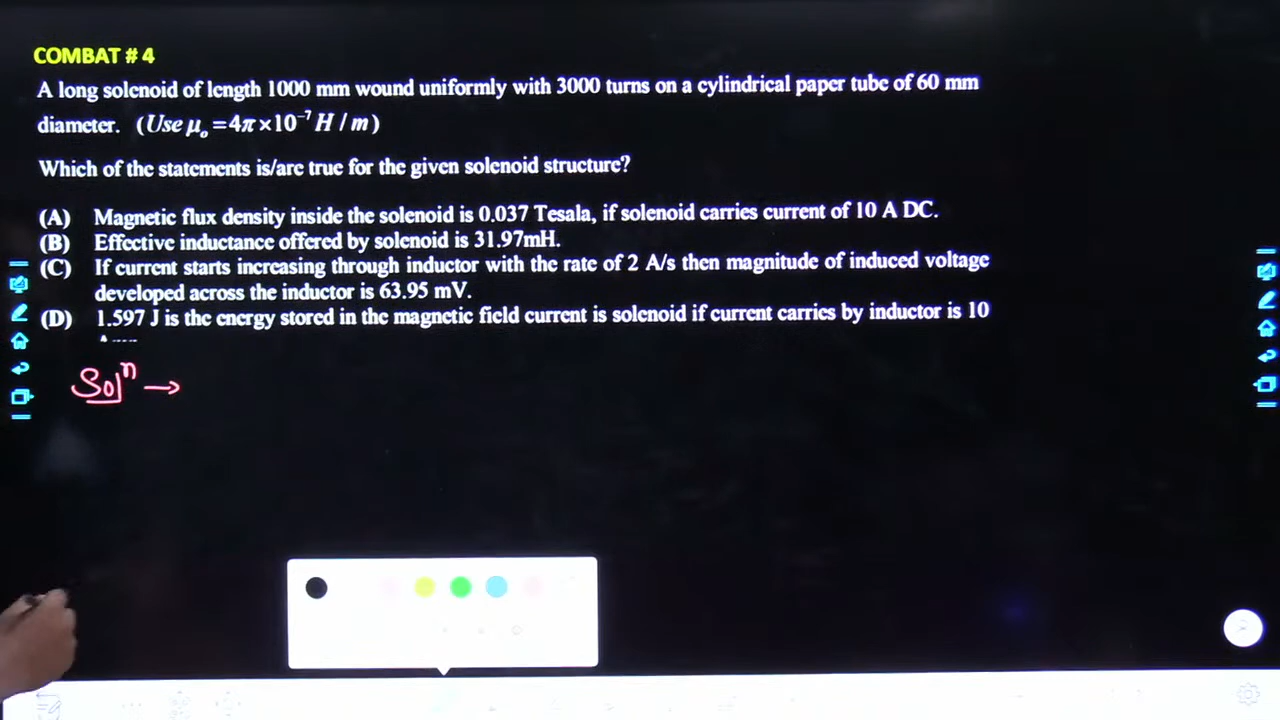 COMBAT # 4
A long solenoid of length 1000 mm wound uniformly with 3000 turns on a cylindrical paper tube of 60 mm
diameter. (Use μₒ =4π×10⁻⁷ H / m)
Which of the statements is/are true for the given solenoid structure?
(A) Magnetic flux density inside the solenoid is 0.037 Tesala, if solenoid carries current of 10 A DC.
(B) Effective inductance offered by solenoid is 31.97mH.
(C) If current starts increasing through inductor with the rate of 2 A/s then magnitude of induced voltage
developed across the inductor is 63.95 mV.
(D) 1.597 J is the energy stored in the magnetic field current is solenoid if current carries by inductor is 10
Solⁿ →